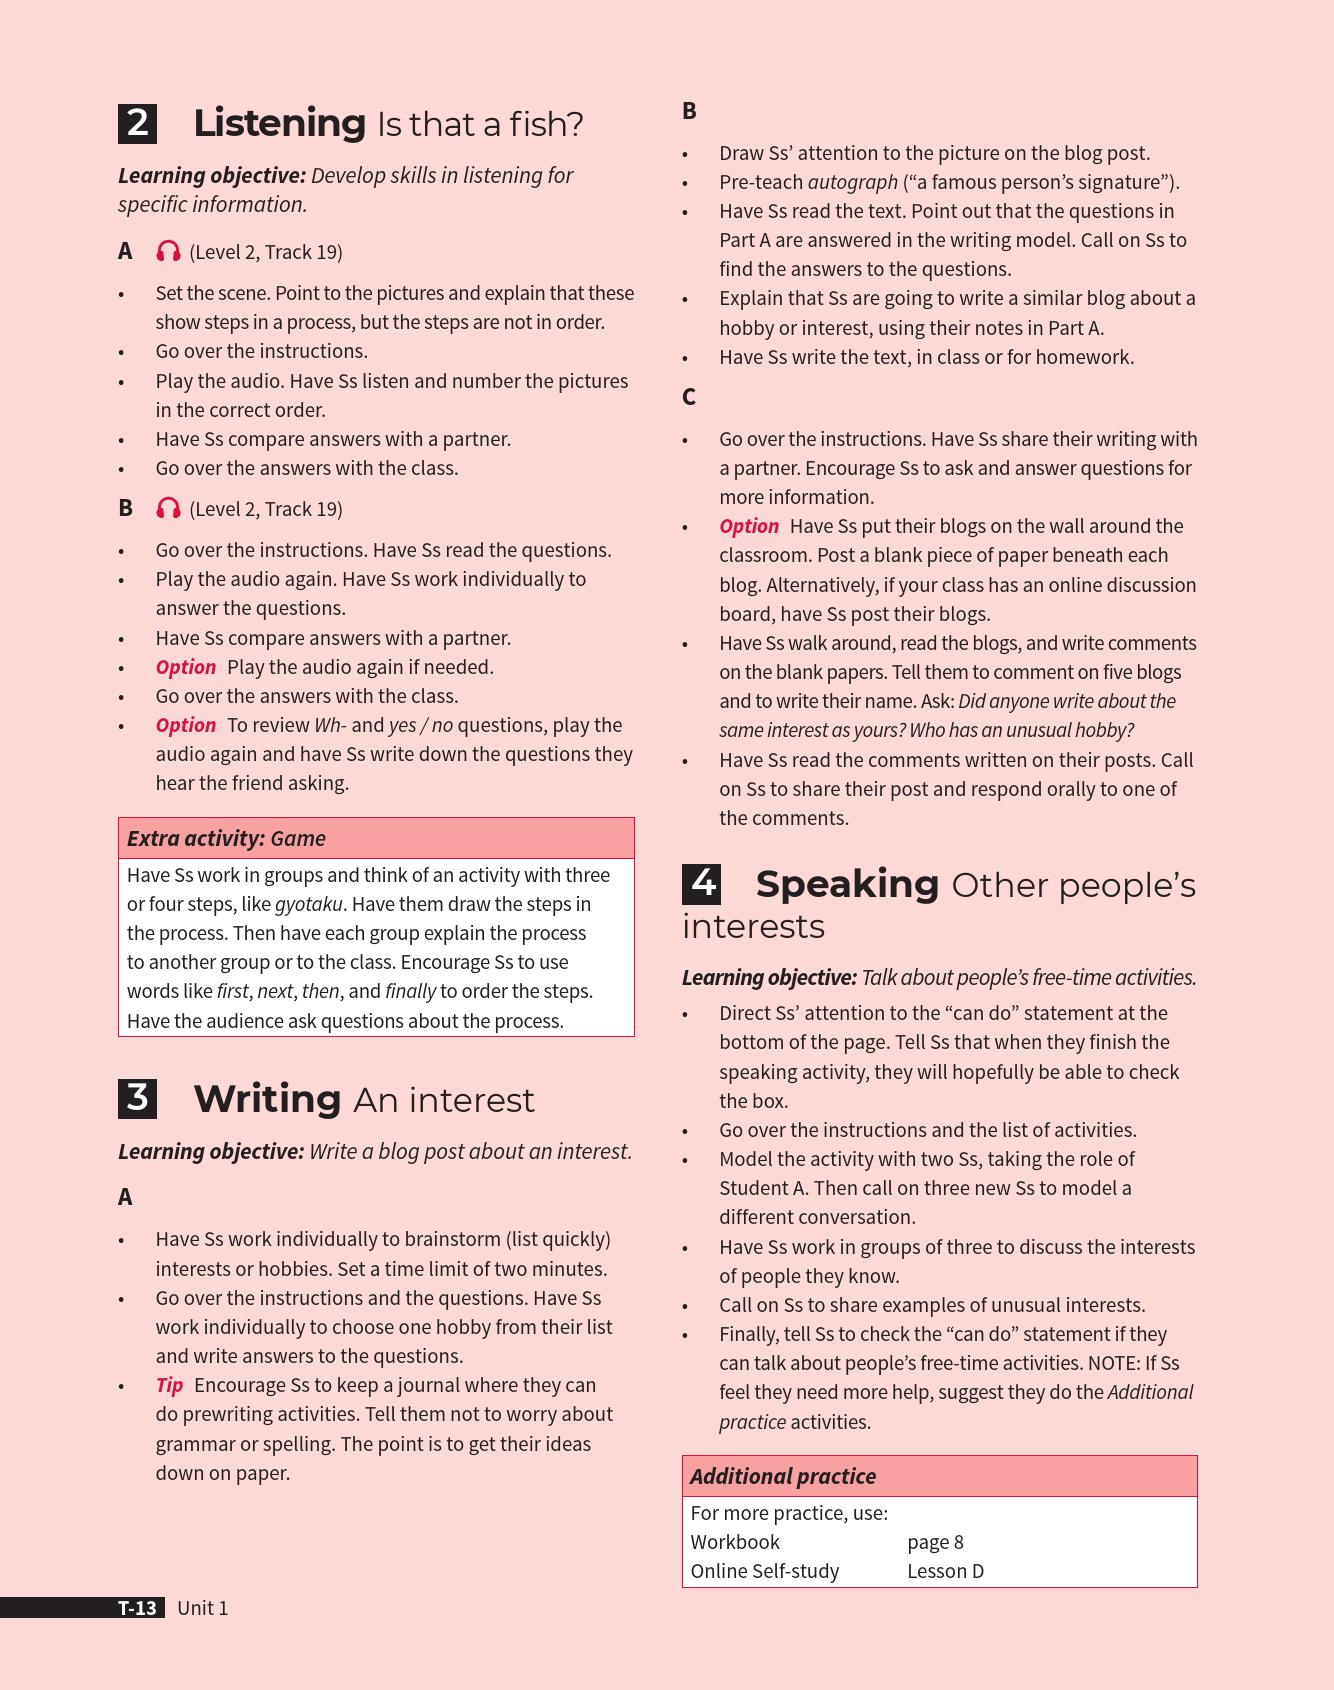 2 Listening Is that a fish?
Learning objective: Develop skills in listening for
specific information.
A (Level 2, Track 19)
• Set the scene. Point to the pictures and explain that these
show steps in a process, but the steps are not in order.
• Go over the instructions.
• Play the audio. Have Ss listen and number the pictures
in the correct order.
• Have Ss compare answers with a partner.
• Go over the answers with the class.
B (Level 2, Track 19)
• Go over the instructions. Have Ss read the questions.
• Play the audio again. Have Ss work individually to
answer the questions.
• Have Ss compare answers with a partner.
• Option Play the audio again if needed.
• Go over the answers with the class.
• Option To review Wh- and yes / no questions, play the
audio again and have Ss write down the questions they
hear the friend asking.
Extra activity: Game
Have Ss work in groups and think of an activity with three
or four steps, like gyotaku. Have them draw the steps in
the process. Then have each group explain the process
to another group or to the class. Encourage Ss to use
words like first, next, then, and finally to order the steps.
Have the audience ask questions about the process.
3 Writing An interest
Learning objective: Write a blog post about an interest.
A
• Have Ss work individually to brainstorm (list quickly)
interests or hobbies. Set a time limit of two minutes.
• Go over the instructions and the questions. Have Ss
work individually to choose one hobby from their list
and write answers to the questions.
• Tip Encourage Ss to keep a journal where they can
do prewriting activities. Tell them not to worry about
grammar or spelling. The point is to get their ideas
down on paper.
B
• Draw Ss’ attention to the picture on the blog post.
• Pre-teach autograph (“a famous person’s signature”).
• Have Ss read the text. Point out that the questions in
Part A are answered in the writing model. Call on Ss to
find the answers to the questions.
• Explain that Ss are going to write a similar blog about a
hobby or interest, using their notes in Part A.
• Have Ss write the text, in class or for homework.
C
• Go over the instructions. Have Ss share their writing with
a partner. Encourage Ss to ask and answer questions for
more information.
• Option Have Ss put their blogs on the wall around the
classroom. Post a blank piece of paper beneath each
blog. Alternatively, if your class has an online discussion
board, have Ss post their blogs.
• Have Ss walk around, read the blogs, and write comments
on the blank papers. Tell them to comment on five blogs
and to write their name. Ask: Did anyone write about the
same interest as yours? Who has an unusual hobby?
• Have Ss read the comments written on their posts. Call
on Ss to share their post and respond orally to one of
the comments.
4 Speaking Other people’s
interests
Learning objective: Talk about people’s free-time activities.
• Direct Ss’ attention to the “can do” statement at the
bottom of the page. Tell Ss that when they finish the
speaking activity, they will hopefully be able to check
the box.
• Go over the instructions and the list of activities.
• Model the activity with two Ss, taking the role of
Student A. Then call on three new Ss to model a
different conversation.
• Have Ss work in groups of three to discuss the interests
of people they know.
• Call on Ss to share examples of unusual interests.
• Finally, tell Ss to check the “can do” statement if they
can talk about people’s free-time activities. NOTE: If Ss
feel they need more help, suggest they do the Additional
practice activities.
Additional practice
For more practice, use:
Workbook page 8
Online Self-study Lesson D
T-13 Unit 1